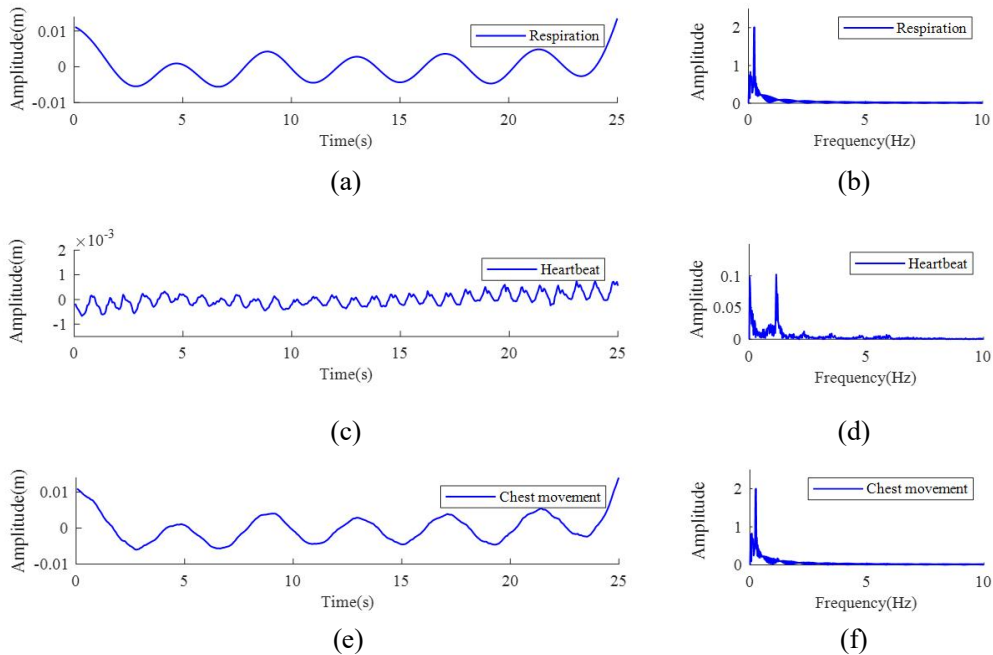 0.01
0
-0.01
Amplitude(m)
Respiration
0 5 10 15 20 25
Time(s)
(a)
2
1
0
Amplitude
Respiration
0 5 10
Frequency(Hz)
(b)
×10⁻³
2
1
0
-1
Amplitude(m)
Heartbeat
0 5 10 15 20 25
Time(s)
(c)
0.1
0.05
0
Amplitude
Heartbeat
0 5 10
Frequency(Hz)
(d)
0.01
0
-0.01
Amplitude(m)
Chest movement
0 5 10 15 20 25
Time(s)
(e)
2
1
0
Amplitude
Chest movement
0 5 10
Frequency(Hz)
(f)